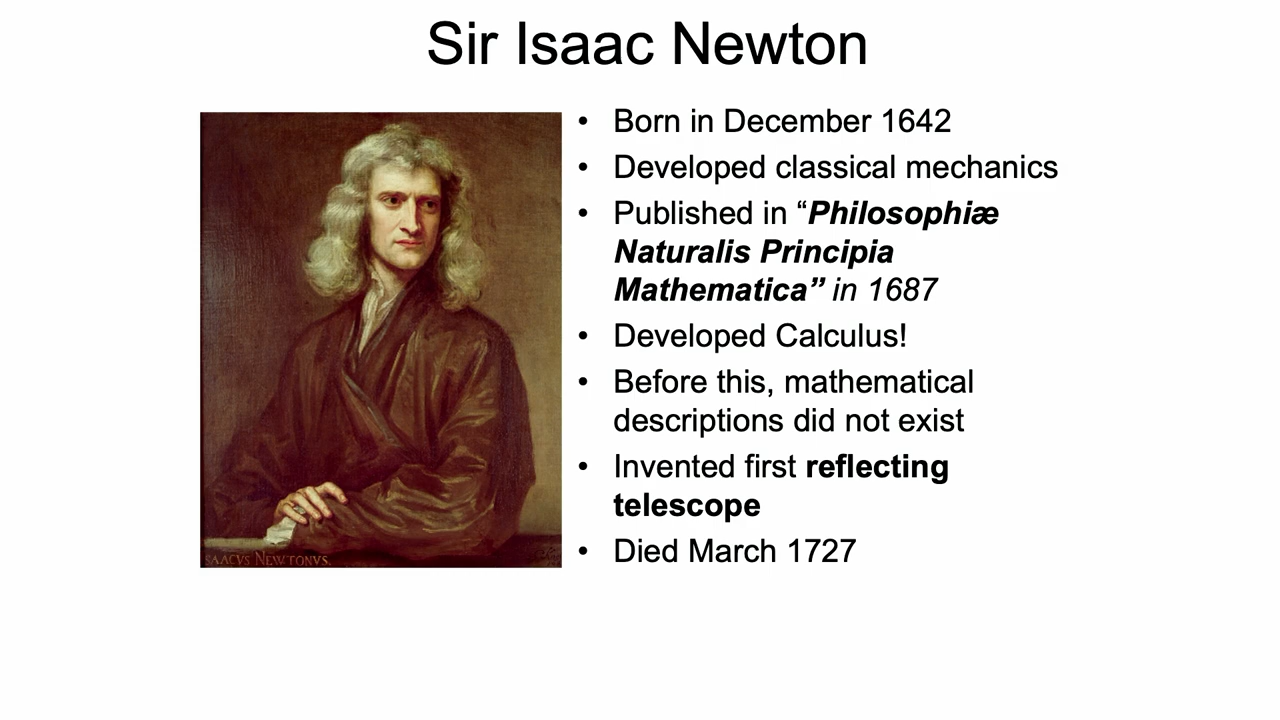 Sir Isaac Newton
• Born in December 1642
• Developed classical mechanics
• Published in “Philosophiæ
Naturalis Principia
Mathematica” in 1687
• Developed Calculus!
• Before this, mathematical
descriptions did not exist
• Invented first reflecting
telescope
• Died March 1727
SAACVS NEWTONVS.